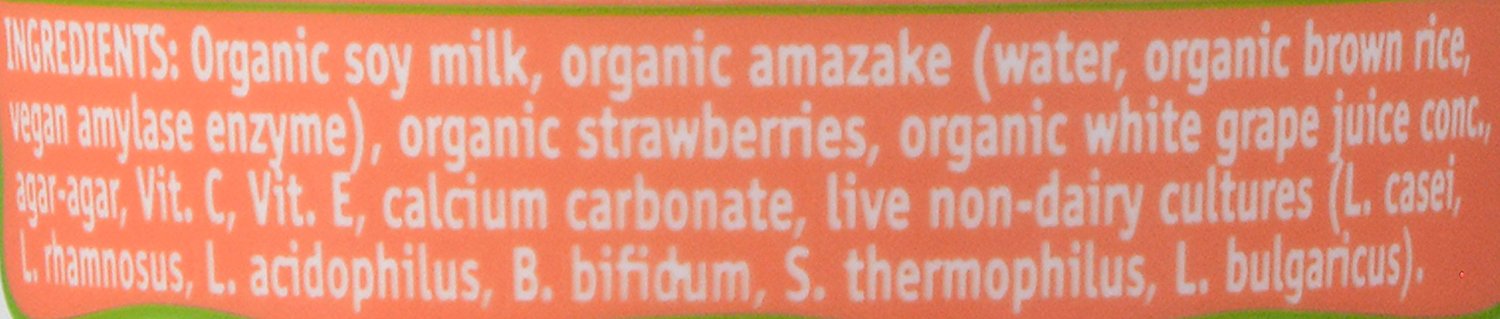 INGREDIENTS: Organic soy milk, organic amazake (water, organic brown rice,
vegan amylase enzyme), organic strawberries, organic white grape juice conc.,
agar-agar, Vit. C, Vit. E, calcium carbonate, live non-dairy cultures (L. casei,
L. rhamnosus, L. acidophilus, B. bifidum, S. thermophilus, L. bulgaricus).